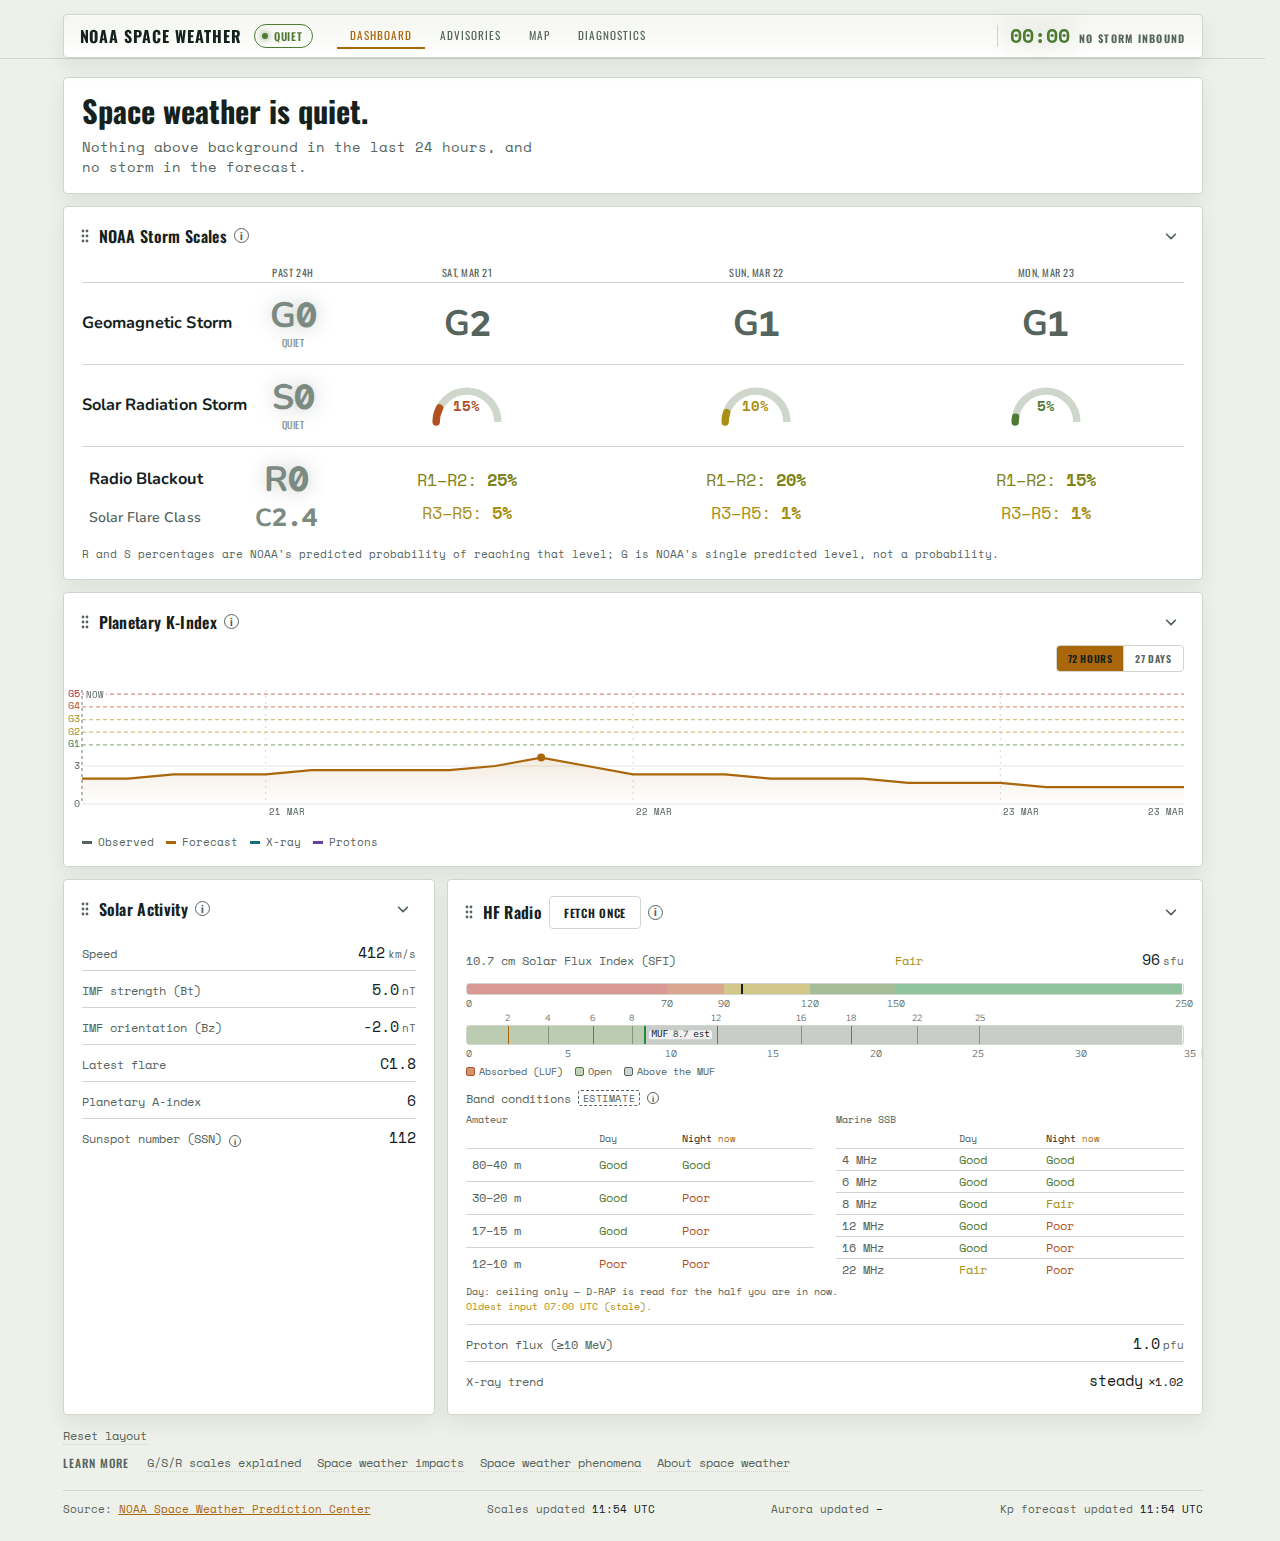 NOAA SPACE WEATHER QUIET DASHBOARD ADVISORIES MAP DIAGNOSTICS 00:00 NO STORM INBOUND
Space weather is quiet.
Nothing above background in the last 24 hours, and
no storm in the forecast.
NOAA Storm Scales
PAST 24H SAT, MAR 21 SUN, MAR 22 MON, MAR 23
Geomagnetic Storm G0 G2 G1 G1
QUIET
Solar Radiation Storm S0 15% 10% 5%
QUIET
Radio Blackout R0 R1–R2: 25% R1–R2: 20% R1–R2: 15%
Solar Flare Class C2.4 R3–R5: 5% R3–R5: 1% R3–R5: 1%
R and S percentages are NOAA's predicted probability of reaching that level; G is NOAA's single predicted level, not a probability.
Planetary K-Index
72 HOURS 27 DAYS
G5 NOW
G4
G3
G2
G1
3
0
21 MAR 22 MAR 23 MAR 23 MAR
Observed Forecast X-ray Protons
Solar Activity
Speed 412 km/s
IMF strength (Bt) 5.0 nT
IMF orientation (Bz) -2.0 nT
Latest flare C1.8
Planetary A-index 6
Sunspot number (SSN) 112
HF Radio FETCH ONCE
10.7 cm Solar Flux Index (SFI) Fair 96 sfu
0 70 90 120 150 250
2 4 6 8 12 16 18 22 25
MUF 8.7 est
0 5 10 15 20 25 30 35
Absorbed (LUF) Open Above the MUF
Band conditions ESTIMATE
Amateur
Day Night now
80–40 m Good Good
30–20 m Good Poor
17–15 m Good Poor
12–10 m Poor Poor
Marine SSB
Day Night now
4 MHz Good Good
6 MHz Good Good
8 MHz Good Fair
12 MHz Good Poor
16 MHz Good Poor
22 MHz Fair Poor
Day: ceiling only — D-RAP is read for the half you are in now.
Oldest input 07:00 UTC (stale).
Proton flux (≥10 MeV) 1.0 pfu
X-ray trend steady ×1.02
Reset layout
LEARN MORE G/S/R scales explained Space weather impacts Space weather phenomena About space weather
Source: NOAA Space Weather Prediction Center Scales updated 11:54 UTC Aurora updated – Kp forecast updated 11:54 UTC